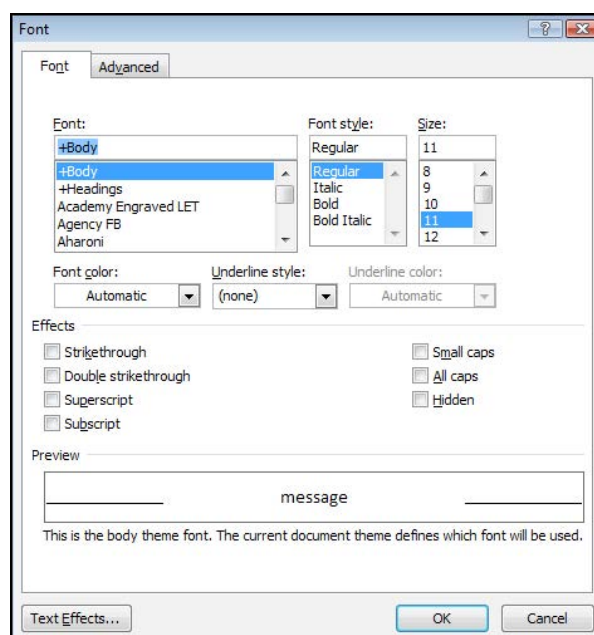 Font
Font Advanced
Font: Font style: Size:
+Body Regular 11
+Body Regular 8
+Headings Italic 9
Academy Engraved LET Bold 10
Agency FB Bold Italic 11
Aharoni 12
Font color: Underline style: Underline color:
Automatic (none) Automatic
Effects
Strikethrough Small caps
Double strikethrough All caps
Superscript Hidden
Subscript
Preview
message
This is the body theme font. The current document theme defines which font will be used.
Text Effects... OK Cancel